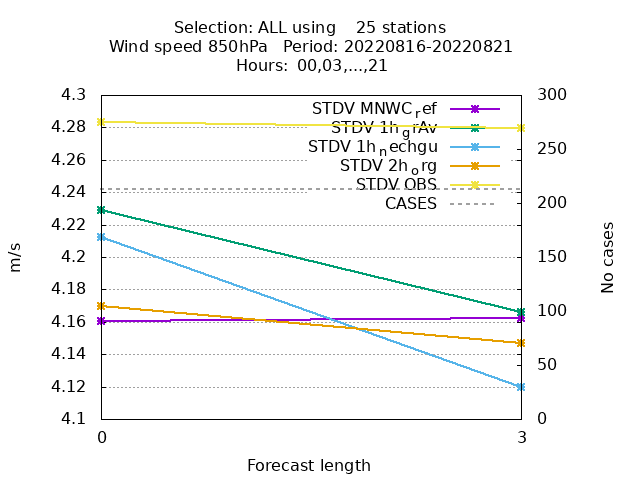 Selection: ALL using 25 stations
Wind speed 850hPa Period: 20220816-20220821
Hours: 00,03,...,21
4.3
4.28
4.26
4.24
4.22
4.2
4.18
4.16
4.14
4.12
4.1
300
250
200
150
100
50
0
STDV MNWC_ref
STDV 1h_grAv
STDV 1h_nechgu
STDV 2h_org
STDV OBS
CASES
m/s
No cases
0
3
Forecast length